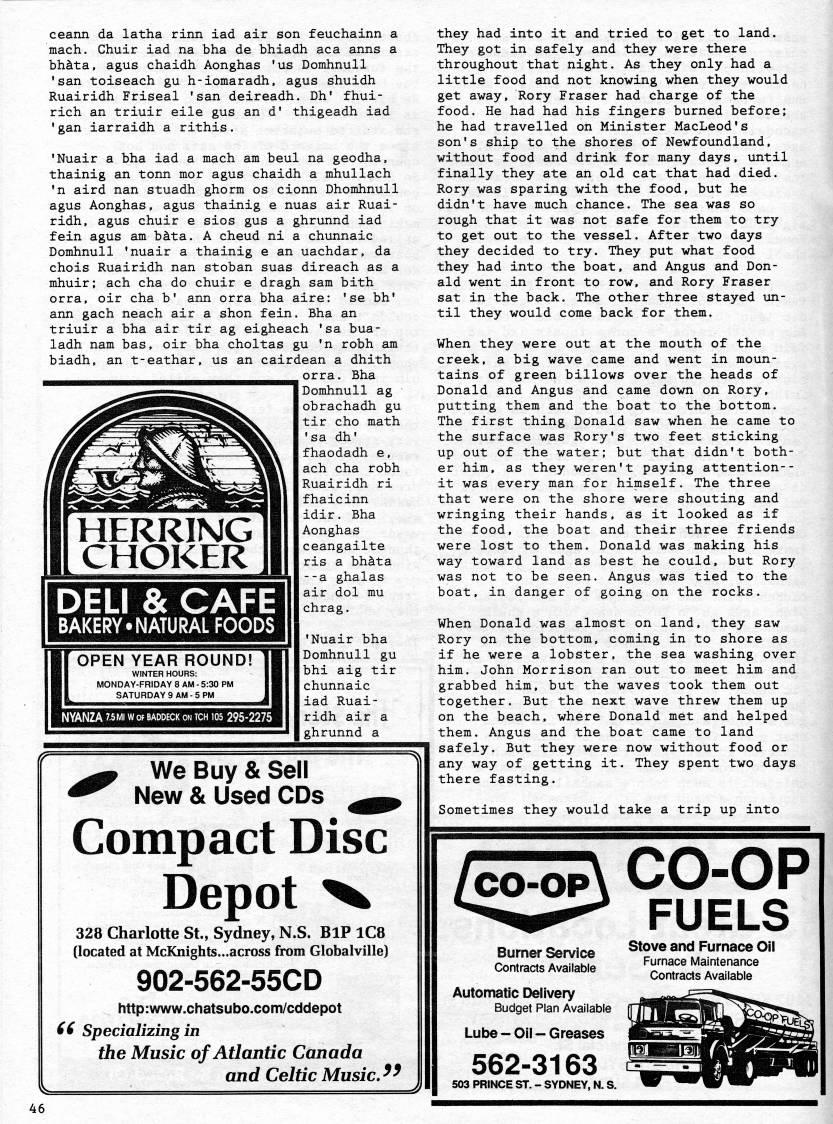 ceann da latha rinn iad air son feuchainn a
mach. Chuir iad na bha de bhiadh aca anns a
bhàta, agus chaidh Aonghas 'us Domhnull
'san toiseach gu h-iomaradh, agus shuidh
Ruairidh Friseal 'san deireadh. Dh' fhui-
rich an triuir eile gus an d' thigeadh iad
'gan iarraidh a rithis.

'Nuair a bha iad a mach am beul na geodha,
thainig an tonn mor agus chaidh a mhullach
'n aird nan stuadh ghorm os cionn Dhomhnull
agus Aonghas, agus thainig e nuas air Ruai-
ridh, agus chuir e sios gus a ghrunnd iad
fein agus am bàta. A cheud ni a chunnaic
Domhnull 'nuair a thainig e an uachdar, da
chois Ruairidh nan stoban suas direach as a
mhuir; ach cha do chuir e dragh sam bith
orra, oir cha b' ann orra bha aire: 'se bh'
ann gach neach air a shon fein. Bha an
triuir a bha air tir ag eigheach 'sa bua-
ladh nam bas, oir bha choltas gu 'n robh am
biadh, an t-eathar, us an cairdean a dhith
orra. Bha
Domhnull ag
obrachadh gu
tir cho math
'sa dh'
fhaodadh e,
ach cha robh
Ruairidh ri
fhaicinn
idir. Bha
Aonghas
ceangailte
ris a bhàta
--a ghalas
air dol mu
chrag.

'Nuair bha
Domhnull gu
bhi aig tir
chunnaic
iad Ruai-
ridh air a
ghrunnd a

HERRING
CHOKER
DELI & CAFE
BAKERY • NATURAL FOODS
OPEN YEAR ROUND!
WINTER HOURS:
MONDAY-FRIDAY 8 AM - 5:30 PM
SATURDAY 9 AM - 5 PM
NYANZA 7.5 MI W OF BADDECK ON TCH 105 295-2275

We Buy & Sell
New & Used CDs
Compact Disc
Depot
328 Charlotte St., Sydney, N.S. B1P 1C8
(located at McKnights...across from Globalville)
902-562-55CD
http:www.chatsubo.com/cddepot
“ Specializing in
the Music of Atlantic Canada
and Celtic Music.”

they had into it and tried to get to land.
They got in safely and they were there
throughout that night. As they only had a
little food and not knowing when they would
get away, Rory Fraser had charge of the
food. He had had his fingers burned before;
he had travelled on Minister MacLeod's
son's ship to the shores of Newfoundland,
without food and drink for many days, until
finally they ate an old cat that had died.
Rory was sparing with the food, but he
didn't have much chance. The sea was so
rough that it was not safe for them to try
to get out to the vessel. After two days
they decided to try. They put what food
they had into the boat, and Angus and Don-
ald went in front to row, and Rory Fraser
sat in the back. The other three stayed un-
til they would come back for them.

When they were out at the mouth of the
creek, a big wave came and went in moun-
tains of green billows over the heads of
Donald and Angus and came down on Rory,
putting them and the boat to the bottom.
The first thing Donald saw when he came to
the surface was Rory's two feet sticking
up out of the water; but that didn't both-
er him, as they weren't paying attention--
it was every man for himself. The three
that were on the shore were shouting and
wringing their hands, as it looked as if
the food, the boat and their three friends
were lost to them. Donald was making his
way toward land as best he could, but Rory
was not to be seen. Angus was tied to the
boat, in danger of going on the rocks.

When Donald was almost on land, they saw
Rory on the bottom, coming in to shore as
if he were a lobster, the sea washing over
him. John Morrison ran out to meet him and
grabbed him, but the waves took them out
together. But the next wave threw them up
on the beach, where Donald met and helped
them. Angus and the boat came to land
safely. But they were now without food or
any way of getting it. They spent two days
there fasting.

Sometimes they would take a trip up into

CO-OP
CO-OP
FUELS
Burner Service
Contracts Available
Stove and Furnace Oil
Furnace Maintenance
Contracts Available
Automatic Delivery
Budget Plan Available
Lube – Oil – Greases
562-3163
503 PRINCE ST. – SYDNEY, N. S.
CO-OP FUELS

46